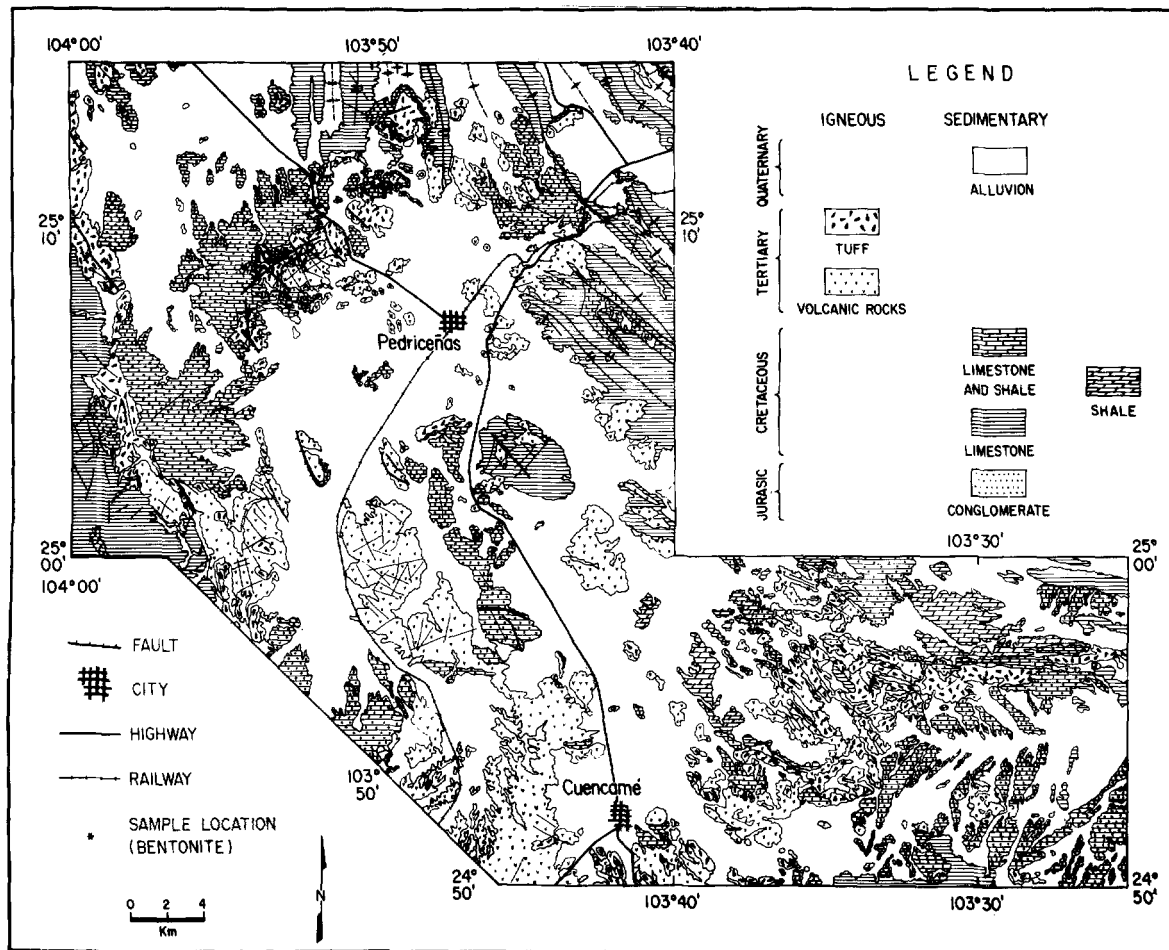 104°00'
103°50'
103°40'
LEGEND
IGNEOUS
SEDIMENTARY
QUATERNARY
ALLUVION
25°
10'
25°
10'
TERTIARY
TUFF
VOLCANIC ROCKS
Pedriceñas
CRETACEOUS
LIMESTONE
AND SHALE
SHALE
LIMESTONE
JURASIC
CONGLOMERATE
103°30'
25°
00'
104°00'
25°
00'
FAULT
CITY
HIGHWAY
RAILWAY
* SAMPLE LOCATION
(BENTONITE)
103°
50'
Cuencamé
24°
50'
103°40'
103°30'
24°
50'
0 2 4
Km
N